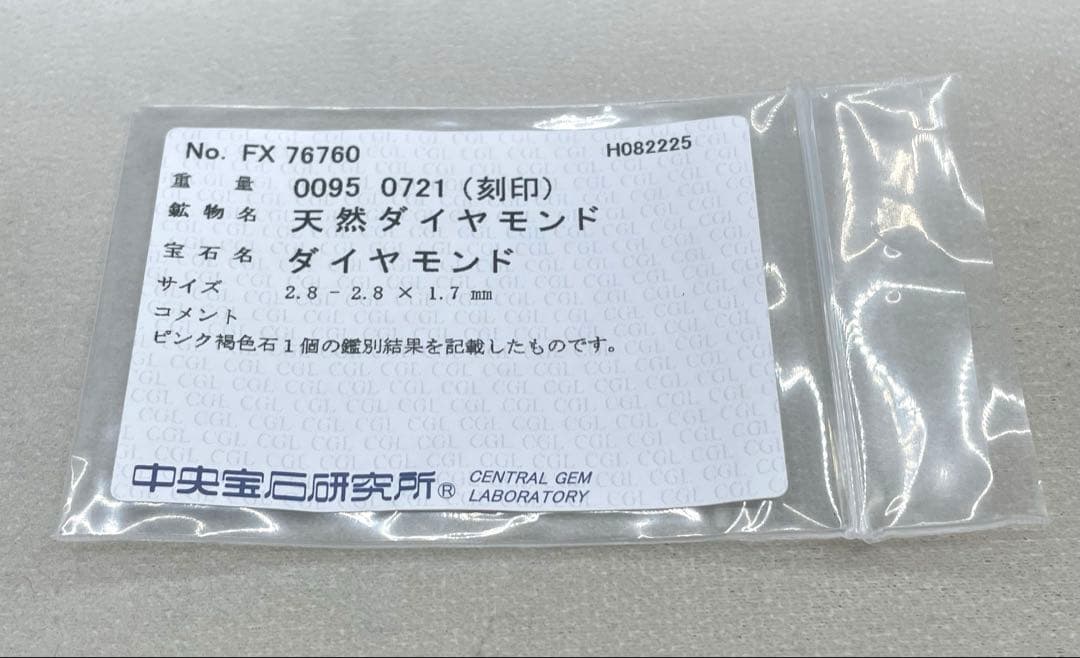 No. FX 76760 H082225
重量 0095 0721 (刻印)
鉱物名 天然ダイヤモンド
宝石名 ダイヤモンド
サイズ 2.8 - 2.8 × 1.7 mm
コメント
ピンク褐色石1個の鑑別結果を記載したものです。
中央宝石研究所® CENTRAL GEM
LABORATORY